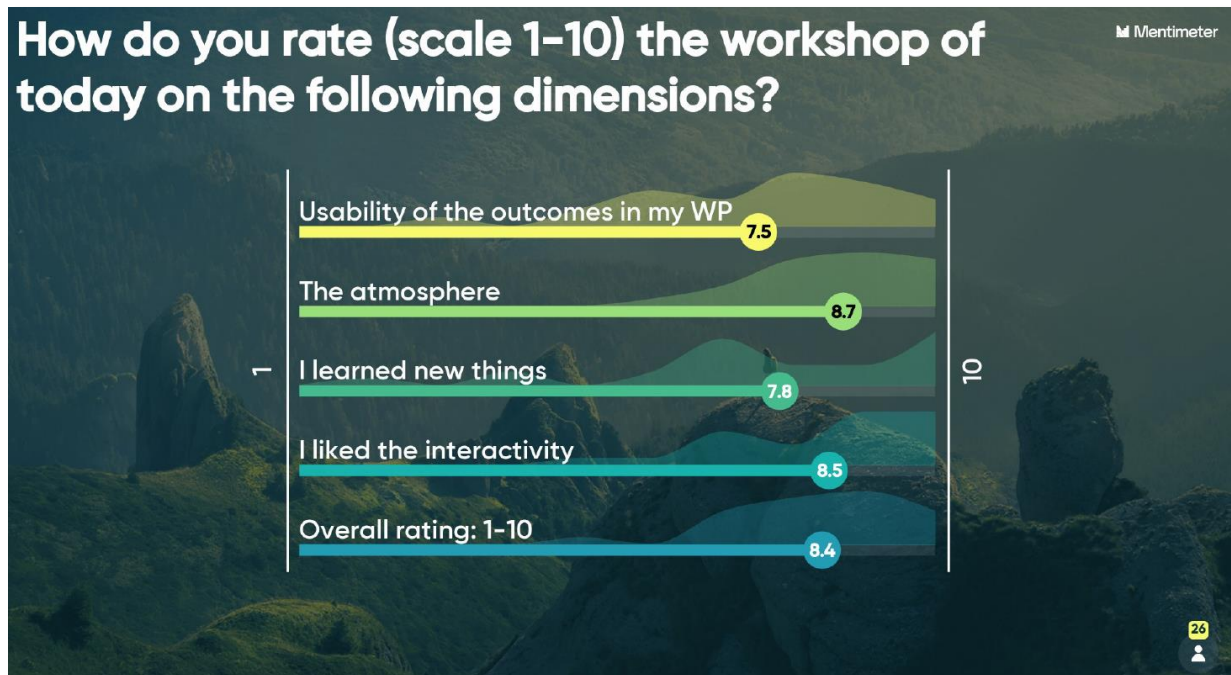 How do you rate (scale 1-10) the workshop of
today on the following dimensions?
Mentimeter
1
Usability of the outcomes in my WP
7.5
The atmosphere
8.7
I learned new things
7.8
I liked the interactivity
8.5
Overall rating: 1-10
8.4
10
26